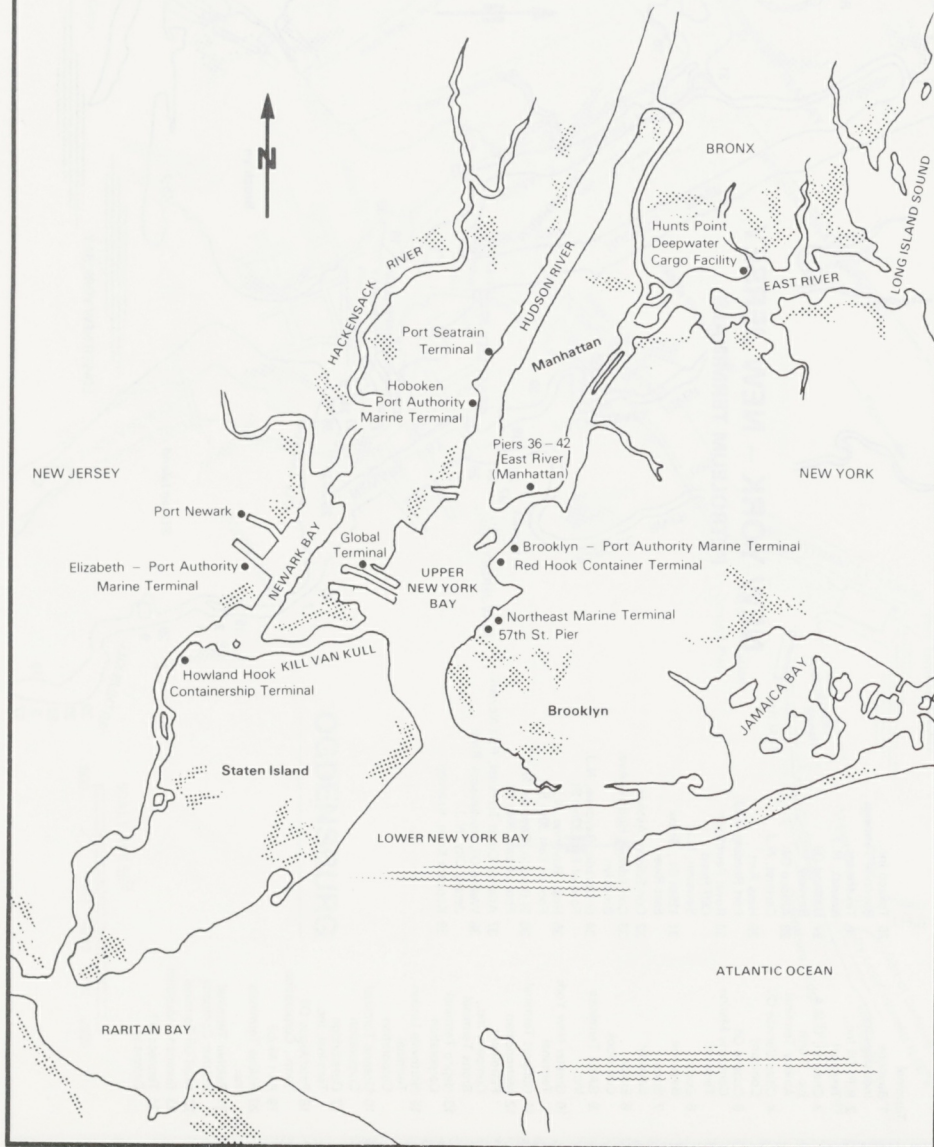 N
BRONX
LONG ISLAND SOUND
Hunts Point
Deepwater
Cargo Facility
EAST RIVER
HACKENSACK RIVER
HUDSON RIVER
Port Seatrain
Terminal
Manhattan
Hoboken
Port Authority
Marine Terminal
Piers 36 – 42
East River
(Manhattan)
NEW JERSEY
NEW YORK
Port Newark
NEWARK BAY
Global
Terminal
Elizabeth – Port Authority
Marine Terminal
UPPER
NEW YORK
BAY
Brooklyn – Port Authority Marine Terminal
Red Hook Container Terminal
Northeast Marine Terminal
57th St. Pier
KILL VAN KULL
Howland Hook
Containership Terminal
JAMAICA BAY
Brooklyn
Staten Island
LOWER NEW YORK BAY
ATLANTIC OCEAN
RARITAN BAY